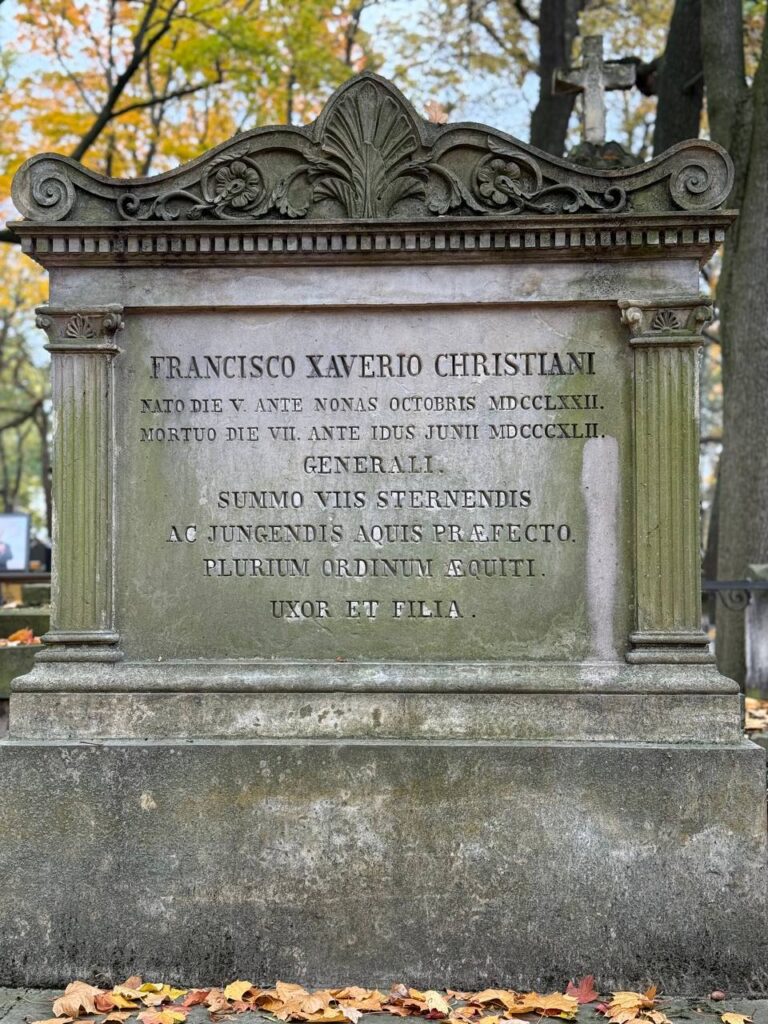 FRANCISCO XAVERIO CHRISTIANI
NATO DIE V. ANTE NONAS OCTOBRIS MDCCLXXII.
MORTUO DIE VII. ANTE IDUS JUNII MDCCCXLII.
GENERALI.
SUMMO VIIS STERNENDIS
AC JUNGENDIS AQUIS PRÆFECTO.
PLURIUM ORDINUM ÆQUITI.
UXOR ET FILIA.